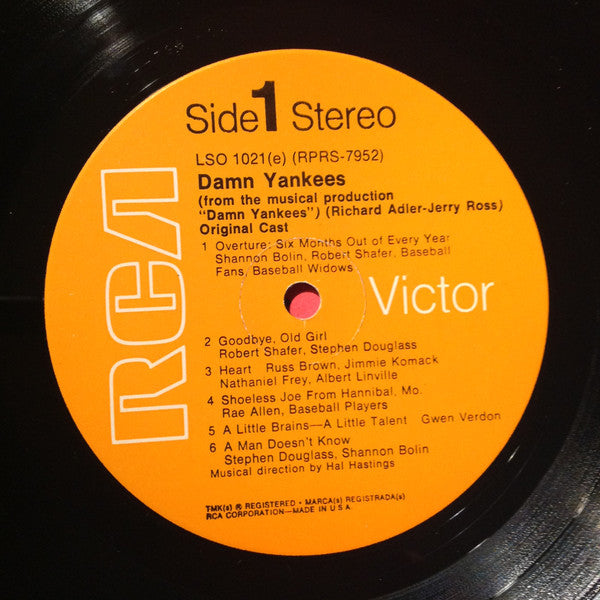 Side 1 Stereo
LSO 1021(e) (RPRS-7952)
Damn Yankees
(from the musical production
"Damn Yankees") (Richard Adler-Jerry Ross)
Original Cast
1 Overture: Six Months Out of Every Year
Shannon Bolin, Robert Shafer, Baseball
Fans, Baseball Widows
RCA
Victor
2 Goodbye, Old Girl
Robert Shafer, Stephen Douglass
3 Heart Russ Brown, Jimmie Komack
Nathaniel Frey, Albert Linville
4 Shoeless Joe From Hannibal, Mo.
Rae Allen, Baseball Players
5 A Little Brains—A Little Talent Gwen Verdon
6 A Man Doesn't Know
Stephen Douglass, Shannon Bolin
Musical direction by Hal Hastings
TMK(s) ® REGISTERED • MARCA(s) REGISTRADA(s)
RCA CORPORATION—MADE IN U.S.A.